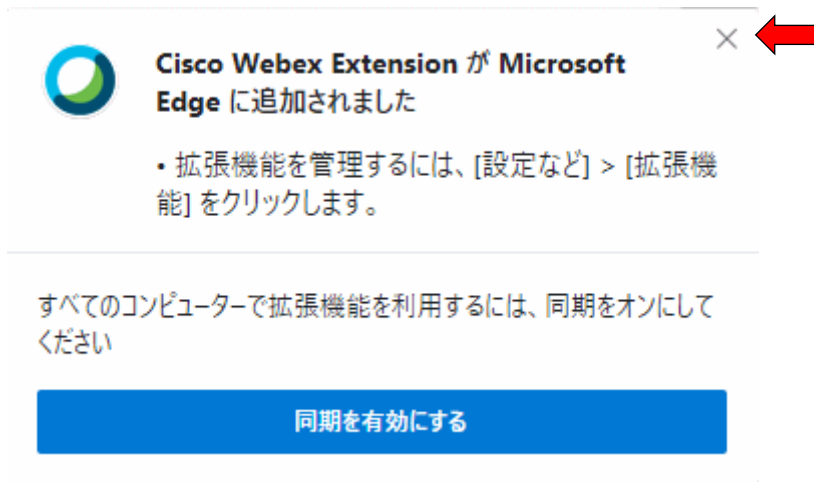 Cisco Webex Extension が Microsoft
Edge に追加されました
• 拡張機能を管理するには、[設定など] > [拡張機
能] をクリックします。
すべてのコンピューターで拡張機能を利用するには、同期をオンにして
ください
同期を有効にする